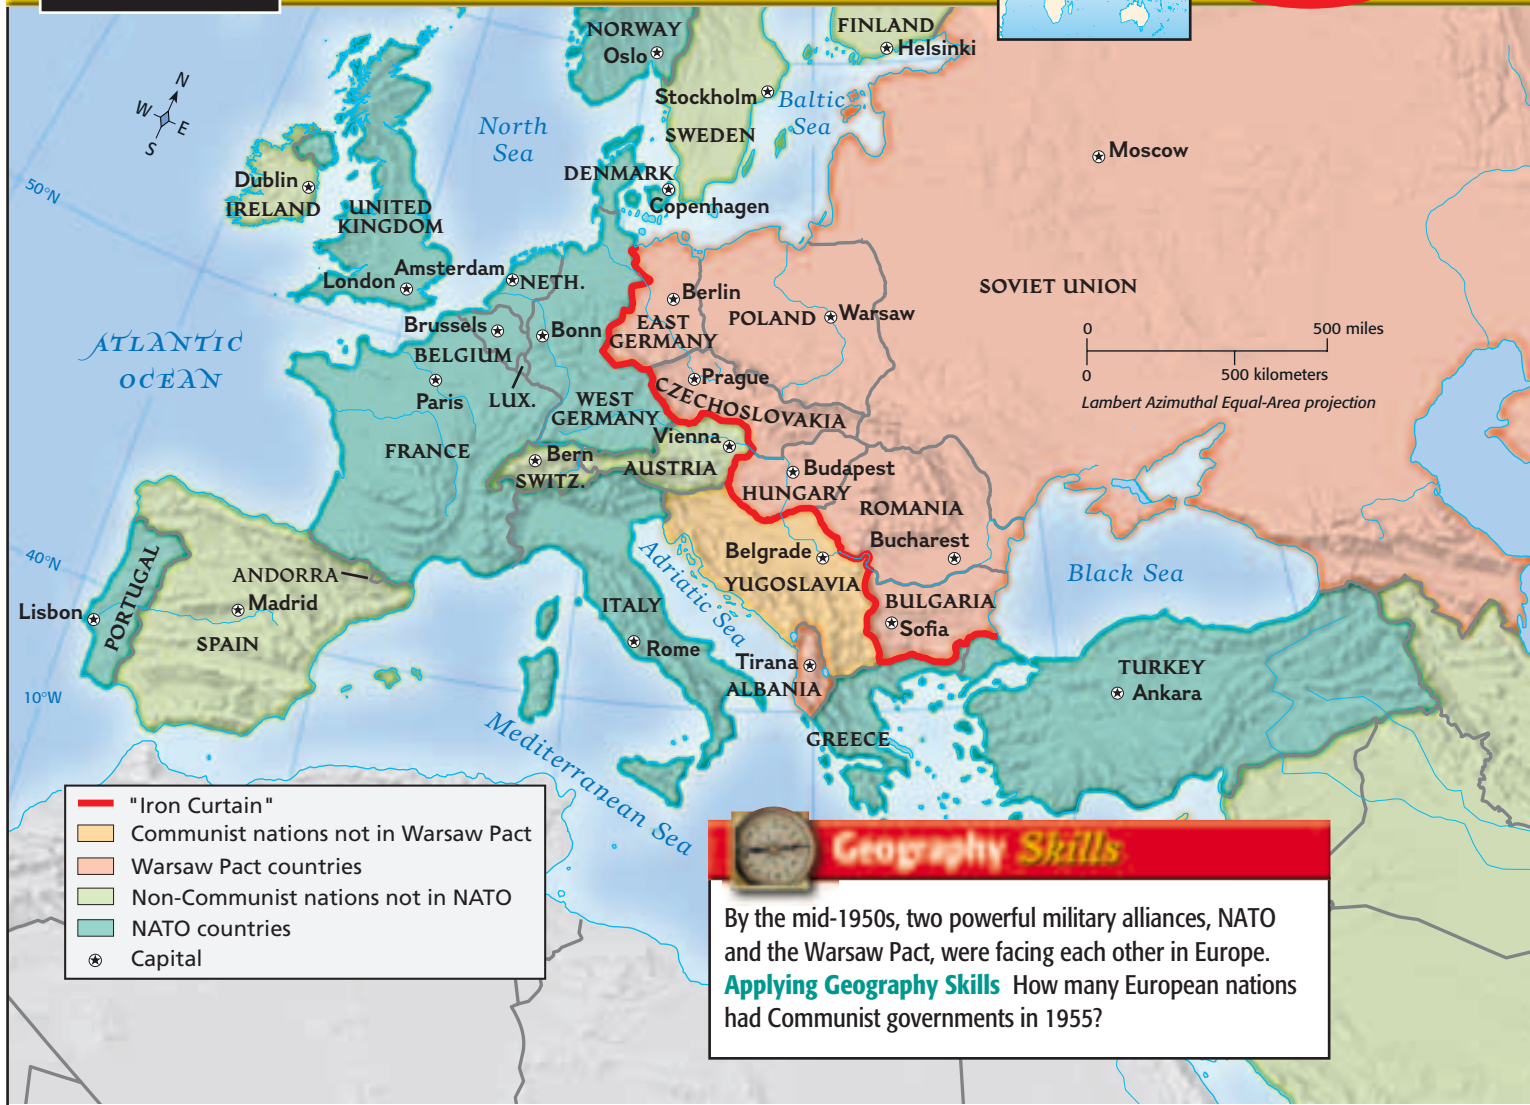 NORWAY
Oslo
FINLAND
Helsinki
Stockholm
SWEDEN
Baltic
Sea
North
Sea
N
W
E
S
Moscow
DENMARK
Copenhagen
50°N
Dublin
IRELAND
UNITED
KINGDOM
London
Amsterdam
NETH.
Berlin
EAST
GERMANY
POLAND
Warsaw
SOVIET UNION
0 500 miles
0 500 kilometers
Lambert Azimuthal Equal-Area projection
ATLANTIC
OCEAN
Brussels
BELGIUM
Bonn
Paris
LUX.
WEST
GERMANY
Prague
CZECHOSLOVAKIA
FRANCE
Vienna
Bern
SWITZ.
AUSTRIA
Budapest
HUNGARY
ROMANIA
Bucharest
Belgrade
YUGOSLAVIA
Adriatic Sea
Black Sea
40°N
PORTUGAL
ANDORRA
Lisbon
Madrid
SPAIN
ITALY
Rome
BULGARIA
Sofia
Tirana
ALBANIA
TURKEY
Ankara
10°W
GREECE
Mediterranean Sea
"Iron Curtain"
Communist nations not in Warsaw Pact
Warsaw Pact countries
Non-Communist nations not in NATO
NATO countries
Capital
Geography Skills
By the mid-1950s, two powerful military alliances, NATO
and the Warsaw Pact, were facing each other in Europe.
Applying Geography Skills How many European nations
had Communist governments in 1955?